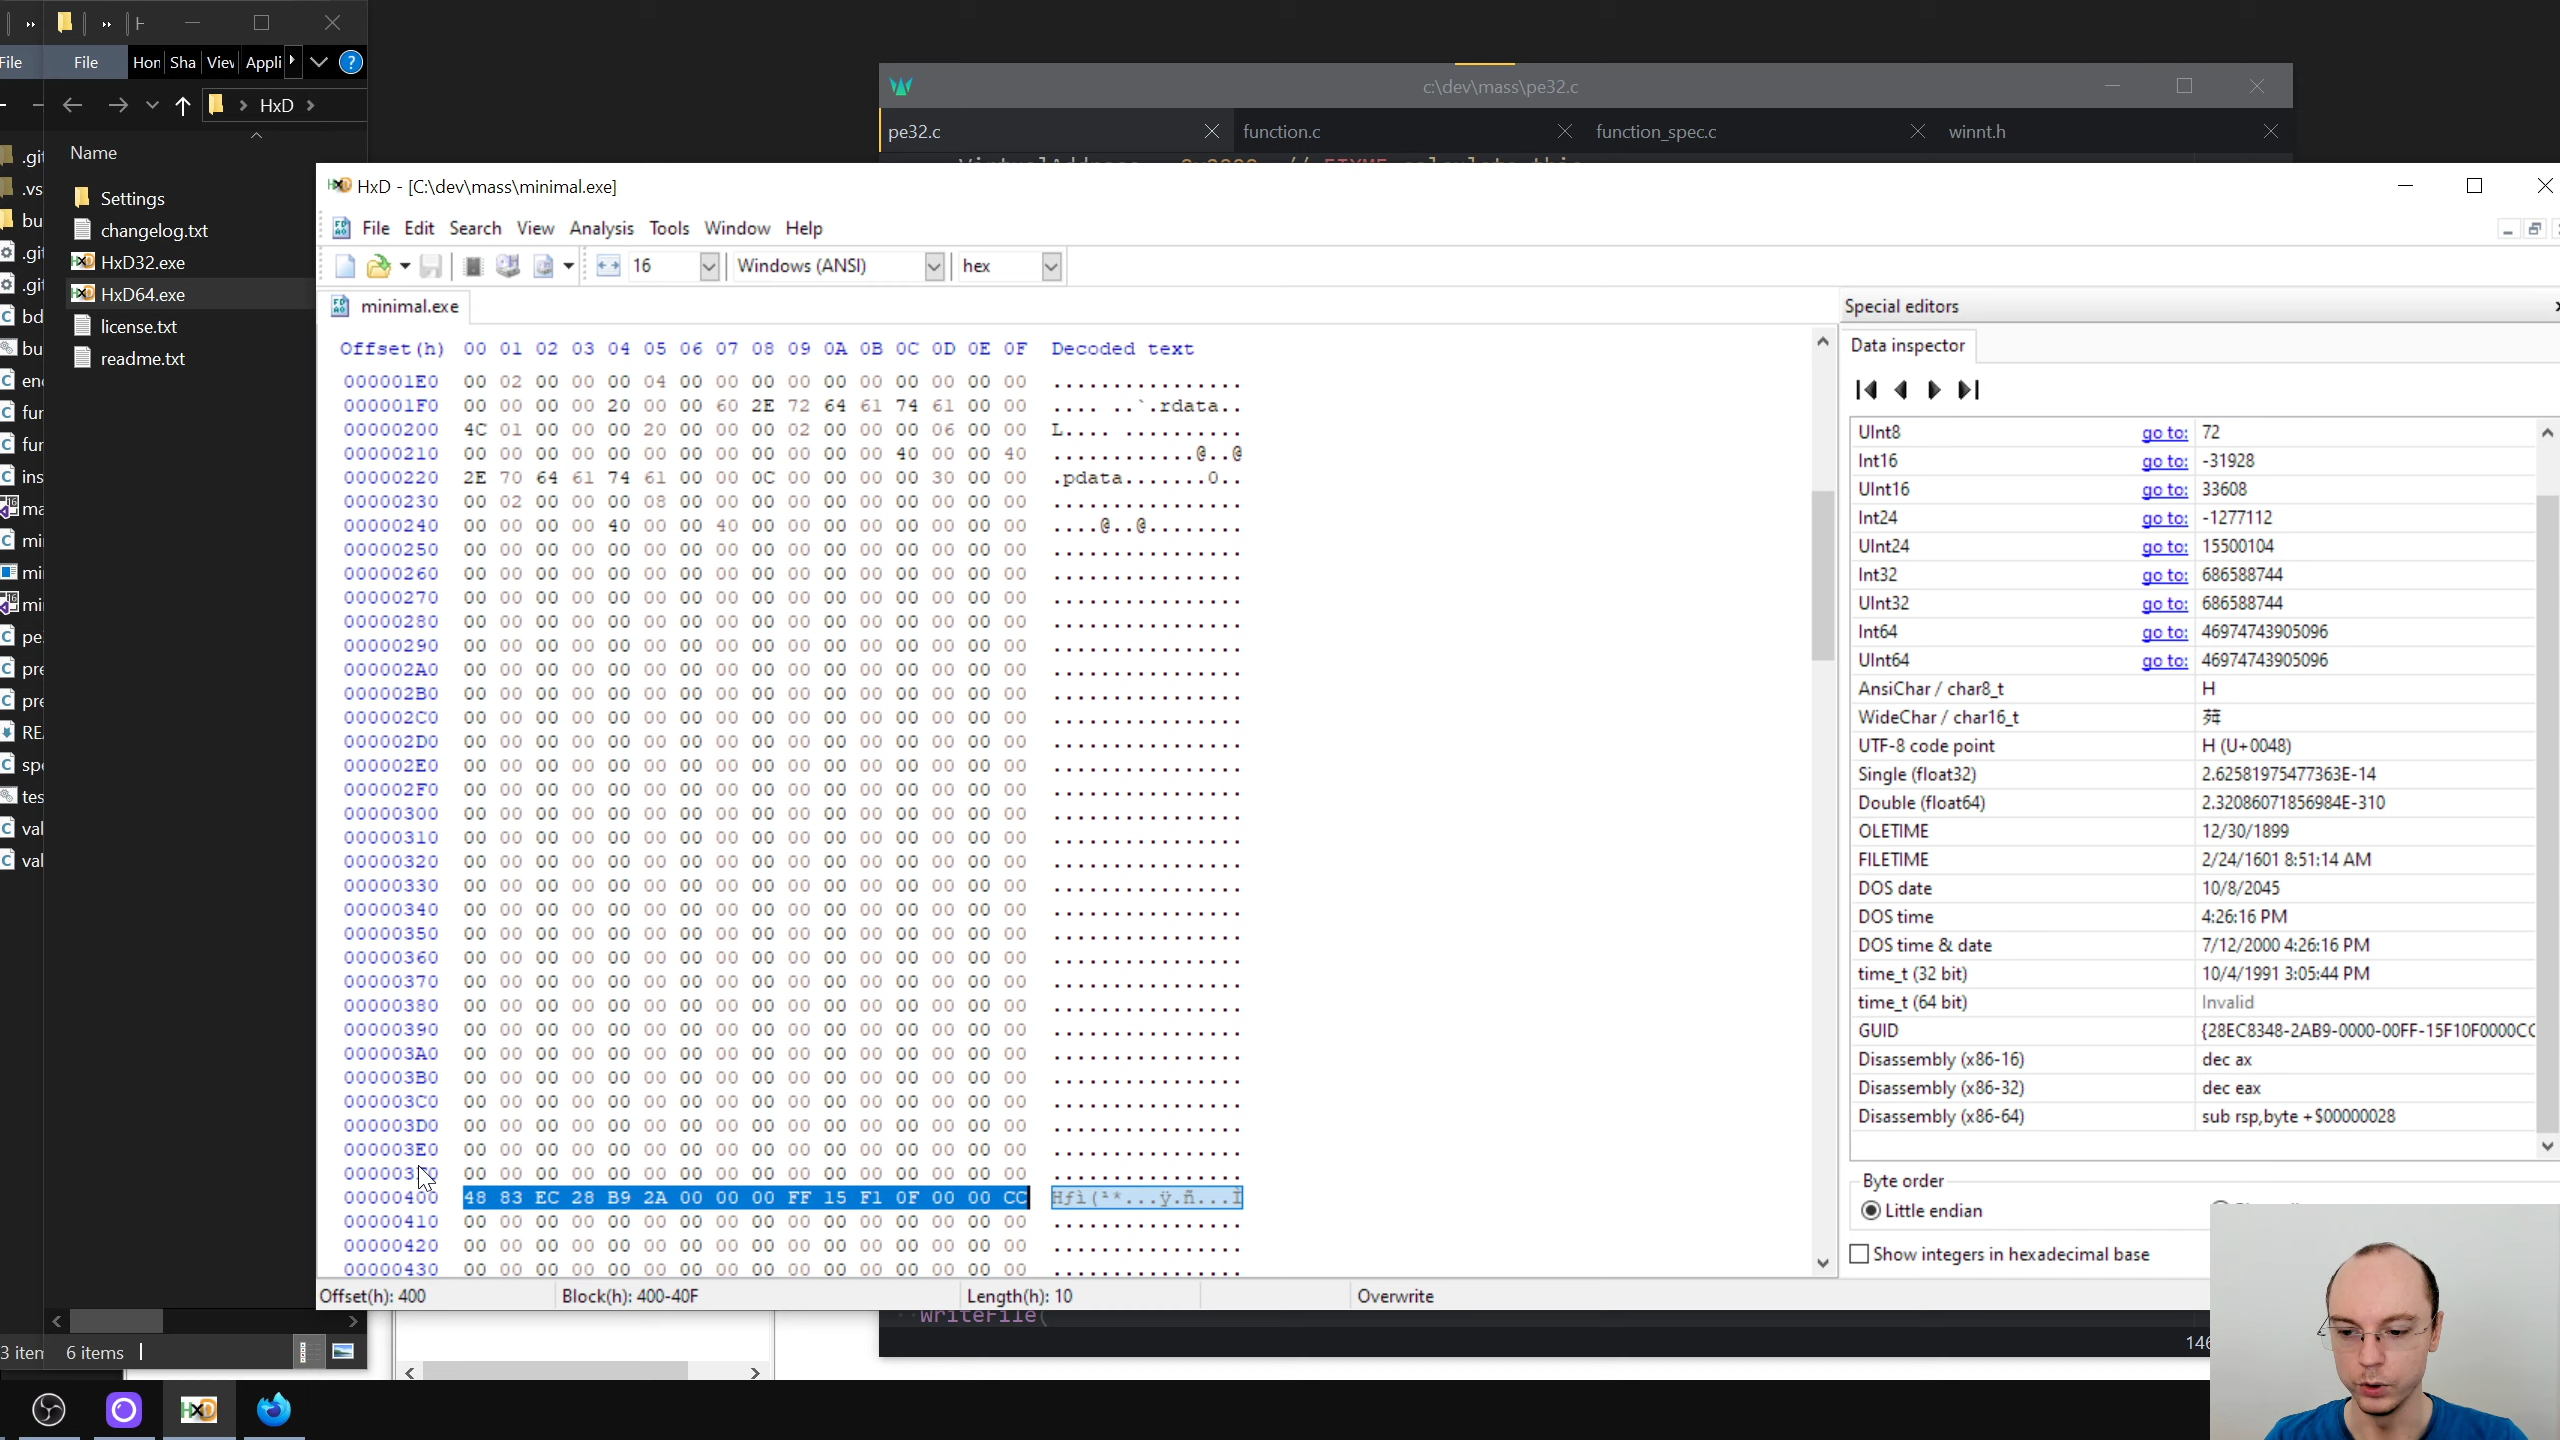 File
File
Hon
Sha
Viev
Appli
HxD
Name
Settings
changelog.txt
HxD32.exe
HxD64.exe
license.txt
readme.txt
.git
.vs
bu
.git
.git
bd
bu
enc
fur
fur
ins
ma
mi
mi
mi
pe
pre
pre
REA
spe
tes
val
val
3 item
6 items
c:\dev\mass\pe32.c
pe32.c
function.c
function_spec.c
winnt.h
HxD - [C:\dev\mass\minimal.exe]
File Edit Search View Analysis Tools Window Help
16
Windows (ANSI)
hex
minimal.exe
Offset(h) 00 01 02 03 04 05 06 07 08 09 0A 0B 0C 0D 0E 0F Decoded text
000001E0 00 02 00 00 00 04 00 00 00 00 00 00 00 00 00 00 ................
000001F0 00 00 00 00 20 00 00 60 2E 72 64 61 74 61 00 00 .... ..`.rdata..
00000200 4C 01 00 00 00 20 00 00 00 02 00 00 00 06 00 00 L.... ..........
00000210 00 00 00 00 00 00 00 00 00 00 00 00 40 00 00 40 ............@..@
00000220 2E 70 64 61 74 61 00 00 0C 00 00 00 00 30 00 00 .pdata.......0..
00000230 00 02 00 00 00 08 00 00 00 00 00 00 00 00 00 00 ................
00000240 00 00 00 00 40 00 00 40 00 00 00 00 00 00 00 00 ....@..@........
00000250 00 00 00 00 00 00 00 00 00 00 00 00 00 00 00 00 ................
00000260 00 00 00 00 00 00 00 00 00 00 00 00 00 00 00 00 ................
00000270 00 00 00 00 00 00 00 00 00 00 00 00 00 00 00 00 ................
00000280 00 00 00 00 00 00 00 00 00 00 00 00 00 00 00 00 ................
00000290 00 00 00 00 00 00 00 00 00 00 00 00 00 00 00 00 ................
000002A0 00 00 00 00 00 00 00 00 00 00 00 00 00 00 00 00 ................
000002B0 00 00 00 00 00 00 00 00 00 00 00 00 00 00 00 00 ................
000002C0 00 00 00 00 00 00 00 00 00 00 00 00 00 00 00 00 ................
000002D0 00 00 00 00 00 00 00 00 00 00 00 00 00 00 00 00 ................
000002E0 00 00 00 00 00 00 00 00 00 00 00 00 00 00 00 00 ................
000002F0 00 00 00 00 00 00 00 00 00 00 00 00 00 00 00 00 ................
00000300 00 00 00 00 00 00 00 00 00 00 00 00 00 00 00 00 ................
00000310 00 00 00 00 00 00 00 00 00 00 00 00 00 00 00 00 ................
00000320 00 00 00 00 00 00 00 00 00 00 00 00 00 00 00 00 ................
00000330 00 00 00 00 00 00 00 00 00 00 00 00 00 00 00 00 ................
00000340 00 00 00 00 00 00 00 00 00 00 00 00 00 00 00 00 ................
00000350 00 00 00 00 00 00 00 00 00 00 00 00 00 00 00 00 ................
00000360 00 00 00 00 00 00 00 00 00 00 00 00 00 00 00 00 ................
00000370 00 00 00 00 00 00 00 00 00 00 00 00 00 00 00 00 ................
00000380 00 00 00 00 00 00 00 00 00 00 00 00 00 00 00 00 ................
00000390 00 00 00 00 00 00 00 00 00 00 00 00 00 00 00 00 ................
000003A0 00 00 00 00 00 00 00 00 00 00 00 00 00 00 00 00 ................
000003B0 00 00 00 00 00 00 00 00 00 00 00 00 00 00 00 00 ................
000003C0 00 00 00 00 00 00 00 00 00 00 00 00 00 00 00 00 ................
000003D0 00 00 00 00 00 00 00 00 00 00 00 00 00 00 00 00 ................
000003E0 00 00 00 00 00 00 00 00 00 00 00 00 00 00 00 00 ................
000003F0 00 00 00 00 00 00 00 00 00 00 00 00 00 00 00 00 ................
00000400 48 83 EC 28 B9 2A 00 00 00 FF 15 F1 0F 00 00 CC Hƒì(¹*...ÿ.ñ...Ì
00000410 00 00 00 00 00 00 00 00 00 00 00 00 00 00 00 00 ................
00000420 00 00 00 00 00 00 00 00 00 00 00 00 00 00 00 00 ................
00000430 00 00 00 00 00 00 00 00 00 00 00 00 00 00 00 00 ................
Offset(h): 400
Block(h): 400-40F
Length(h): 10
Overwrite
Special editors
Data inspector
UInt8 go to: 72
Int16 go to: -31928
UInt16 go to: 33608
Int24 go to: -1277112
UInt24 go to: 15500104
Int32 go to: 686588744
UInt32 go to: 686588744
Int64 go to: 46974743905096
UInt64 go to: 46974743905096
AnsiChar / char8_t H
WideChar / char16_t
UTF-8 code point H (U+0048)
Single (float32) 2.62581975477363E-14
Double (float64) 2.32086071856984E-310
OLETIME 12/30/1899
FILETIME 2/24/1601 8:51:14 AM
DOS date 10/8/2045
DOS time 4:26:16 PM
DOS time & date 7/12/2000 4:26:16 PM
time_t (32 bit) 10/4/1991 3:05:44 PM
time_t (64 bit) Invalid
GUID {28EC8348-2AB9-0000-00FF-15F10F0000CC
Disassembly (x86-16) dec ax
Disassembly (x86-32) dec eax
Disassembly (x86-64) sub rsp,byte +$00000028
Byte order
Little endian
Show integers in hexadecimal base
WriteFile(
146